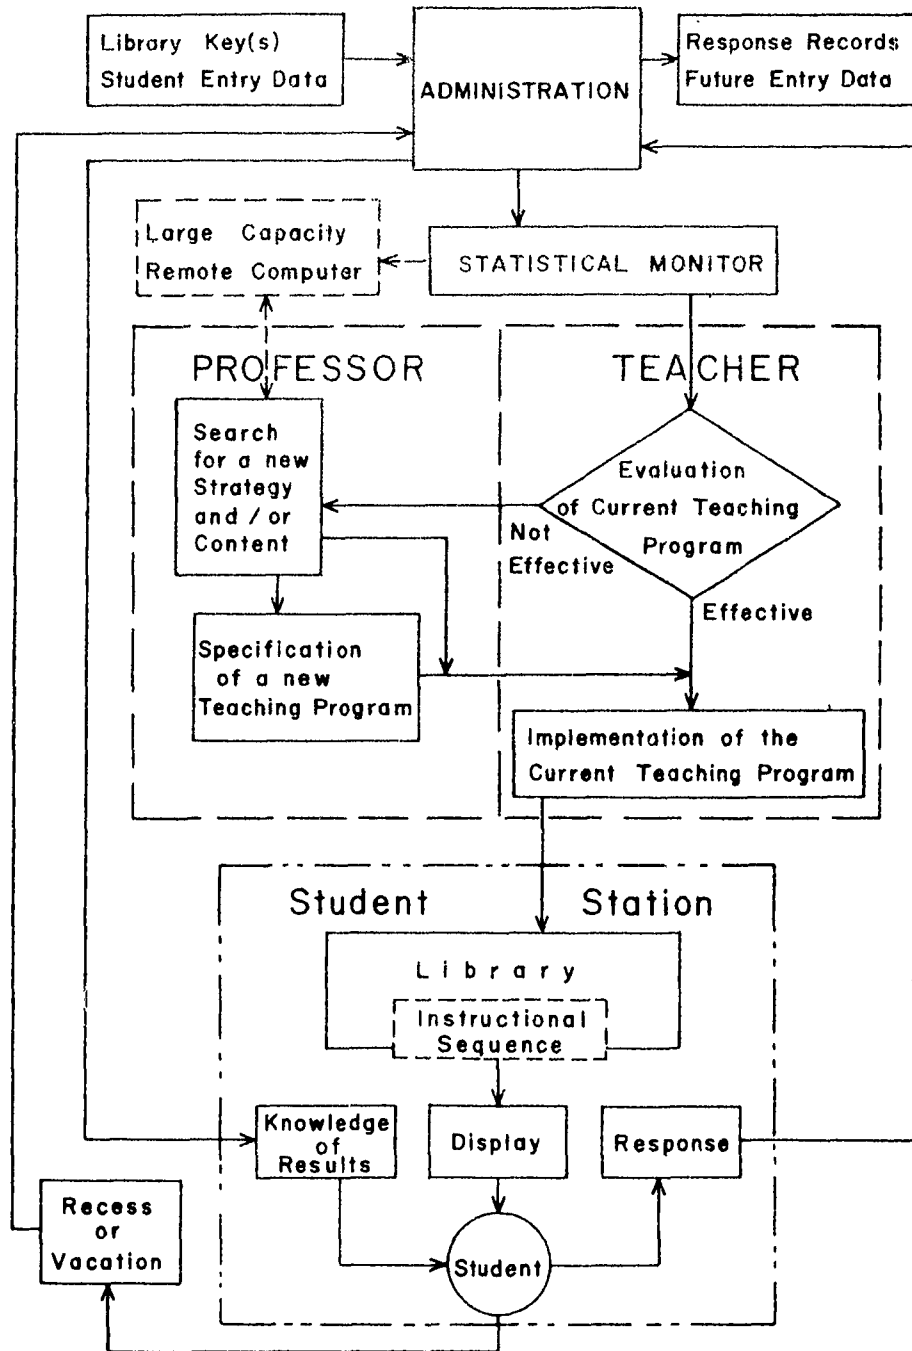 Library Key(s)
Student Entry Data
ADMINISTRATION
Response Records
Future Entry Data
Large Capacity
Remote Computer
STATISTICAL MONITOR
PROFESSOR
TEACHER
Search
for a new
Strategy
and / or
Content
Evaluation
of Current Teaching
Program
Not
Effective
Effective
Specification
of a new
Teaching Program
Implementation of the
Current Teaching Program
Student Station
Library
Instructional
Sequence
Knowledge
of
Results
Display
Response
Recess
or
Vacation
Student